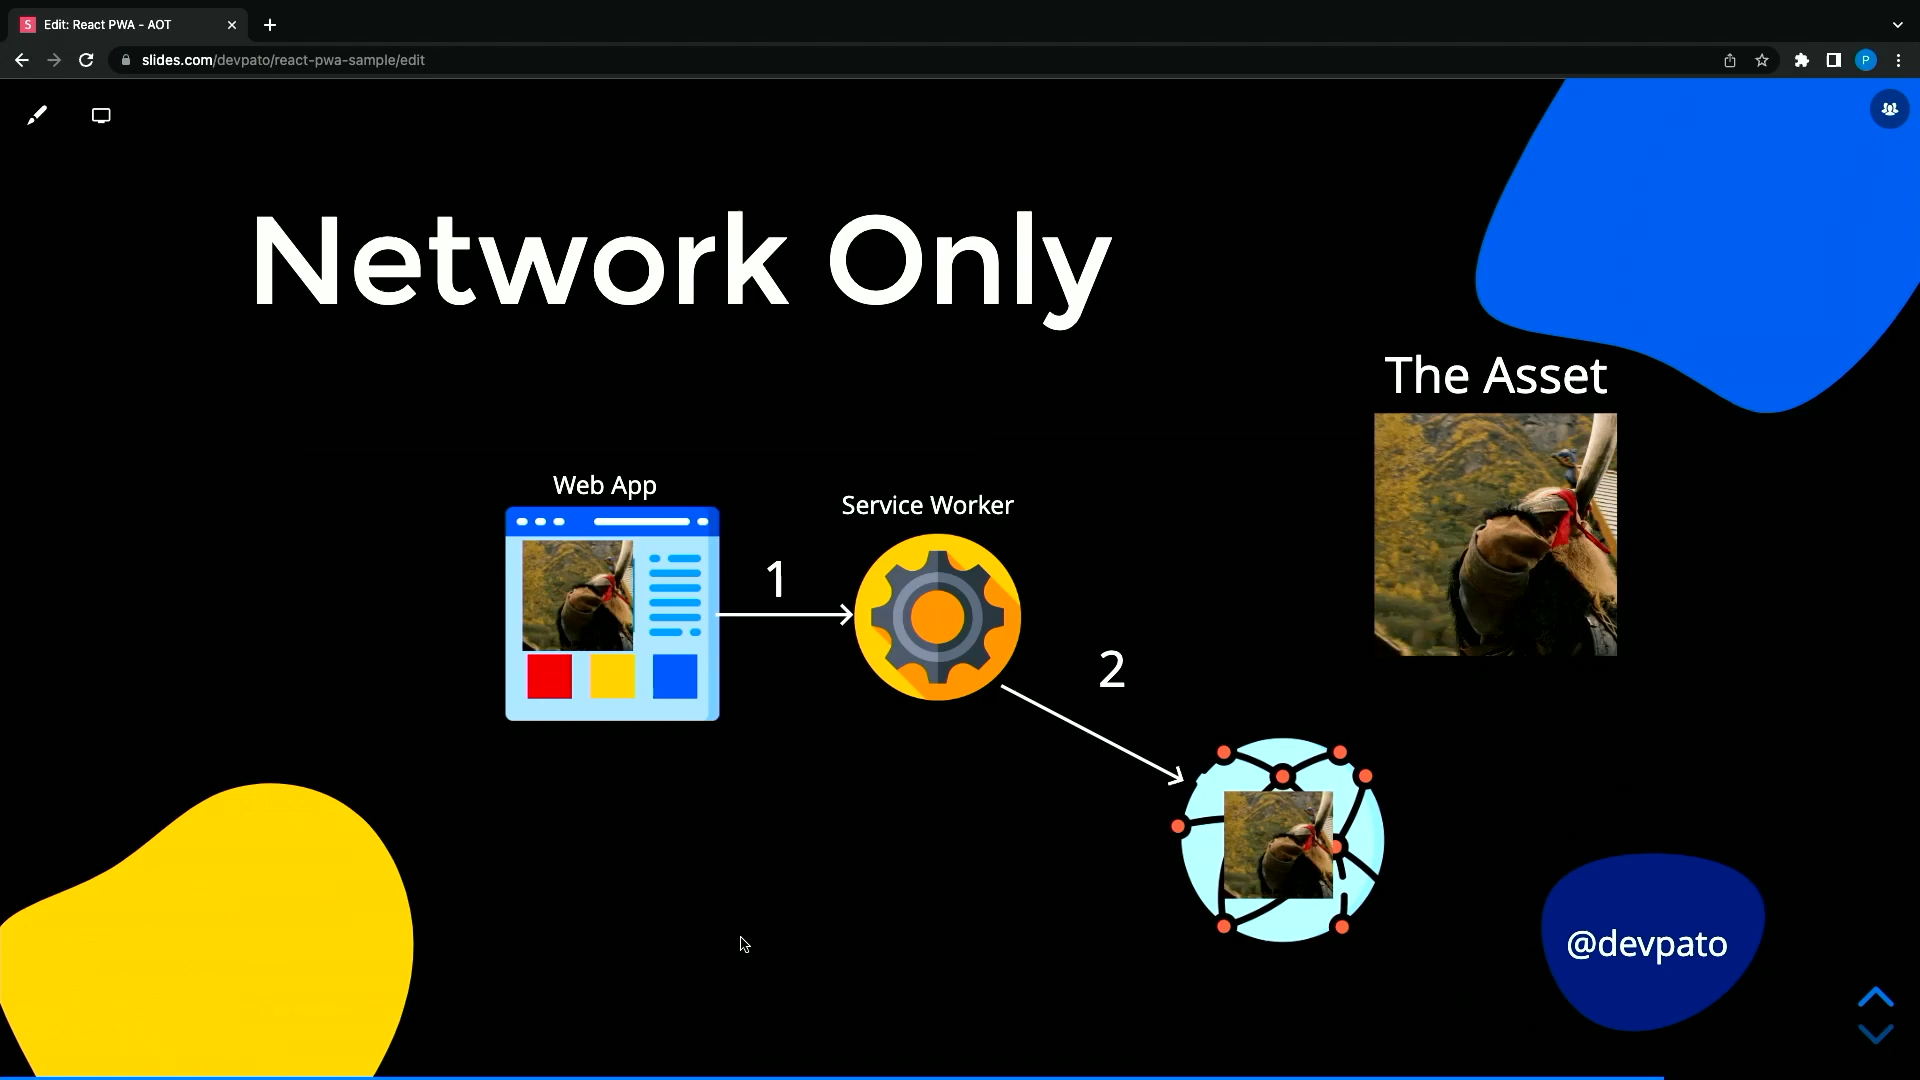 S Edit: React PWA - AOT
slides.com/devpato/react-pwa-sample/edit
P
Network Only
The Asset
Web App
Service Worker
1
2
@devpato